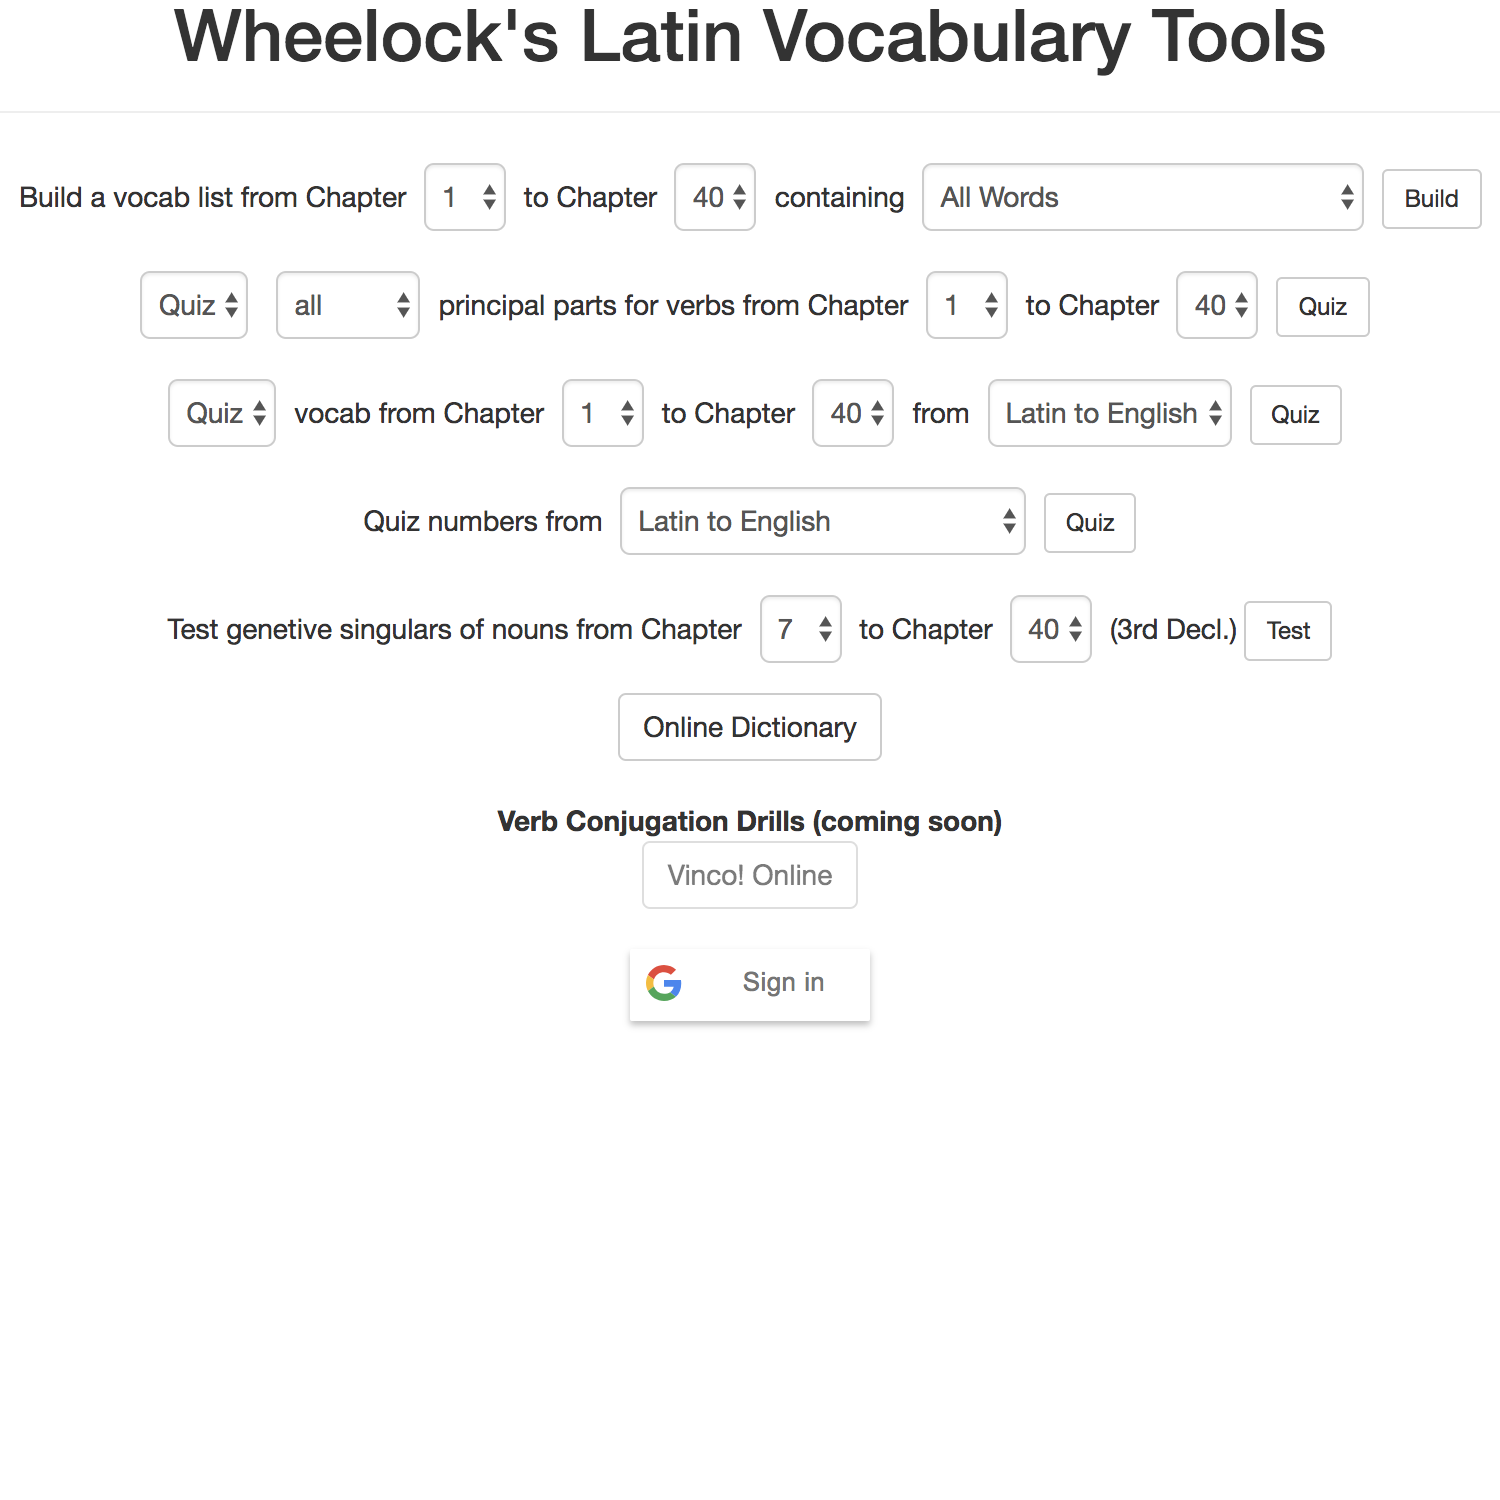 Wheelock's Latin Vocabulary Tools
Build a vocab list from Chapter 1 to Chapter 40 containing All Words Build
Quiz all principal parts for verbs from Chapter 1 to Chapter 40 Quiz
Quiz vocab from Chapter 1 to Chapter 40 from Latin to English Quiz
Quiz numbers from Latin to English Quiz
Test genetive singulars of nouns from Chapter 7 to Chapter 40 (3rd Decl.) Test
Online Dictionary
Verb Conjugation Drills (coming soon)
Vinco! Online
Sign in